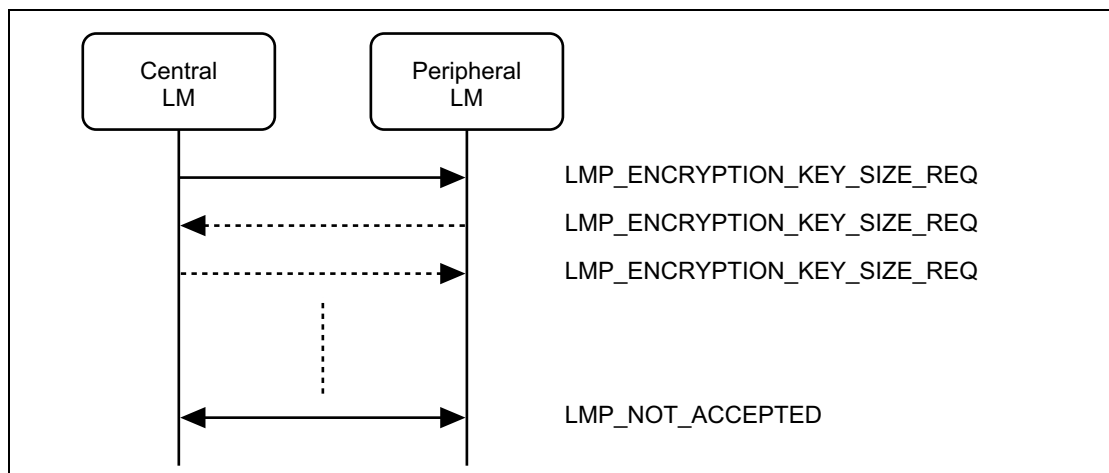 Central
LM
Peripheral
LM
LMP_ENCRYPTION_KEY_SIZE_REQ
LMP_ENCRYPTION_KEY_SIZE_REQ
LMP_ENCRYPTION_KEY_SIZE_REQ
LMP_NOT_ACCEPTED